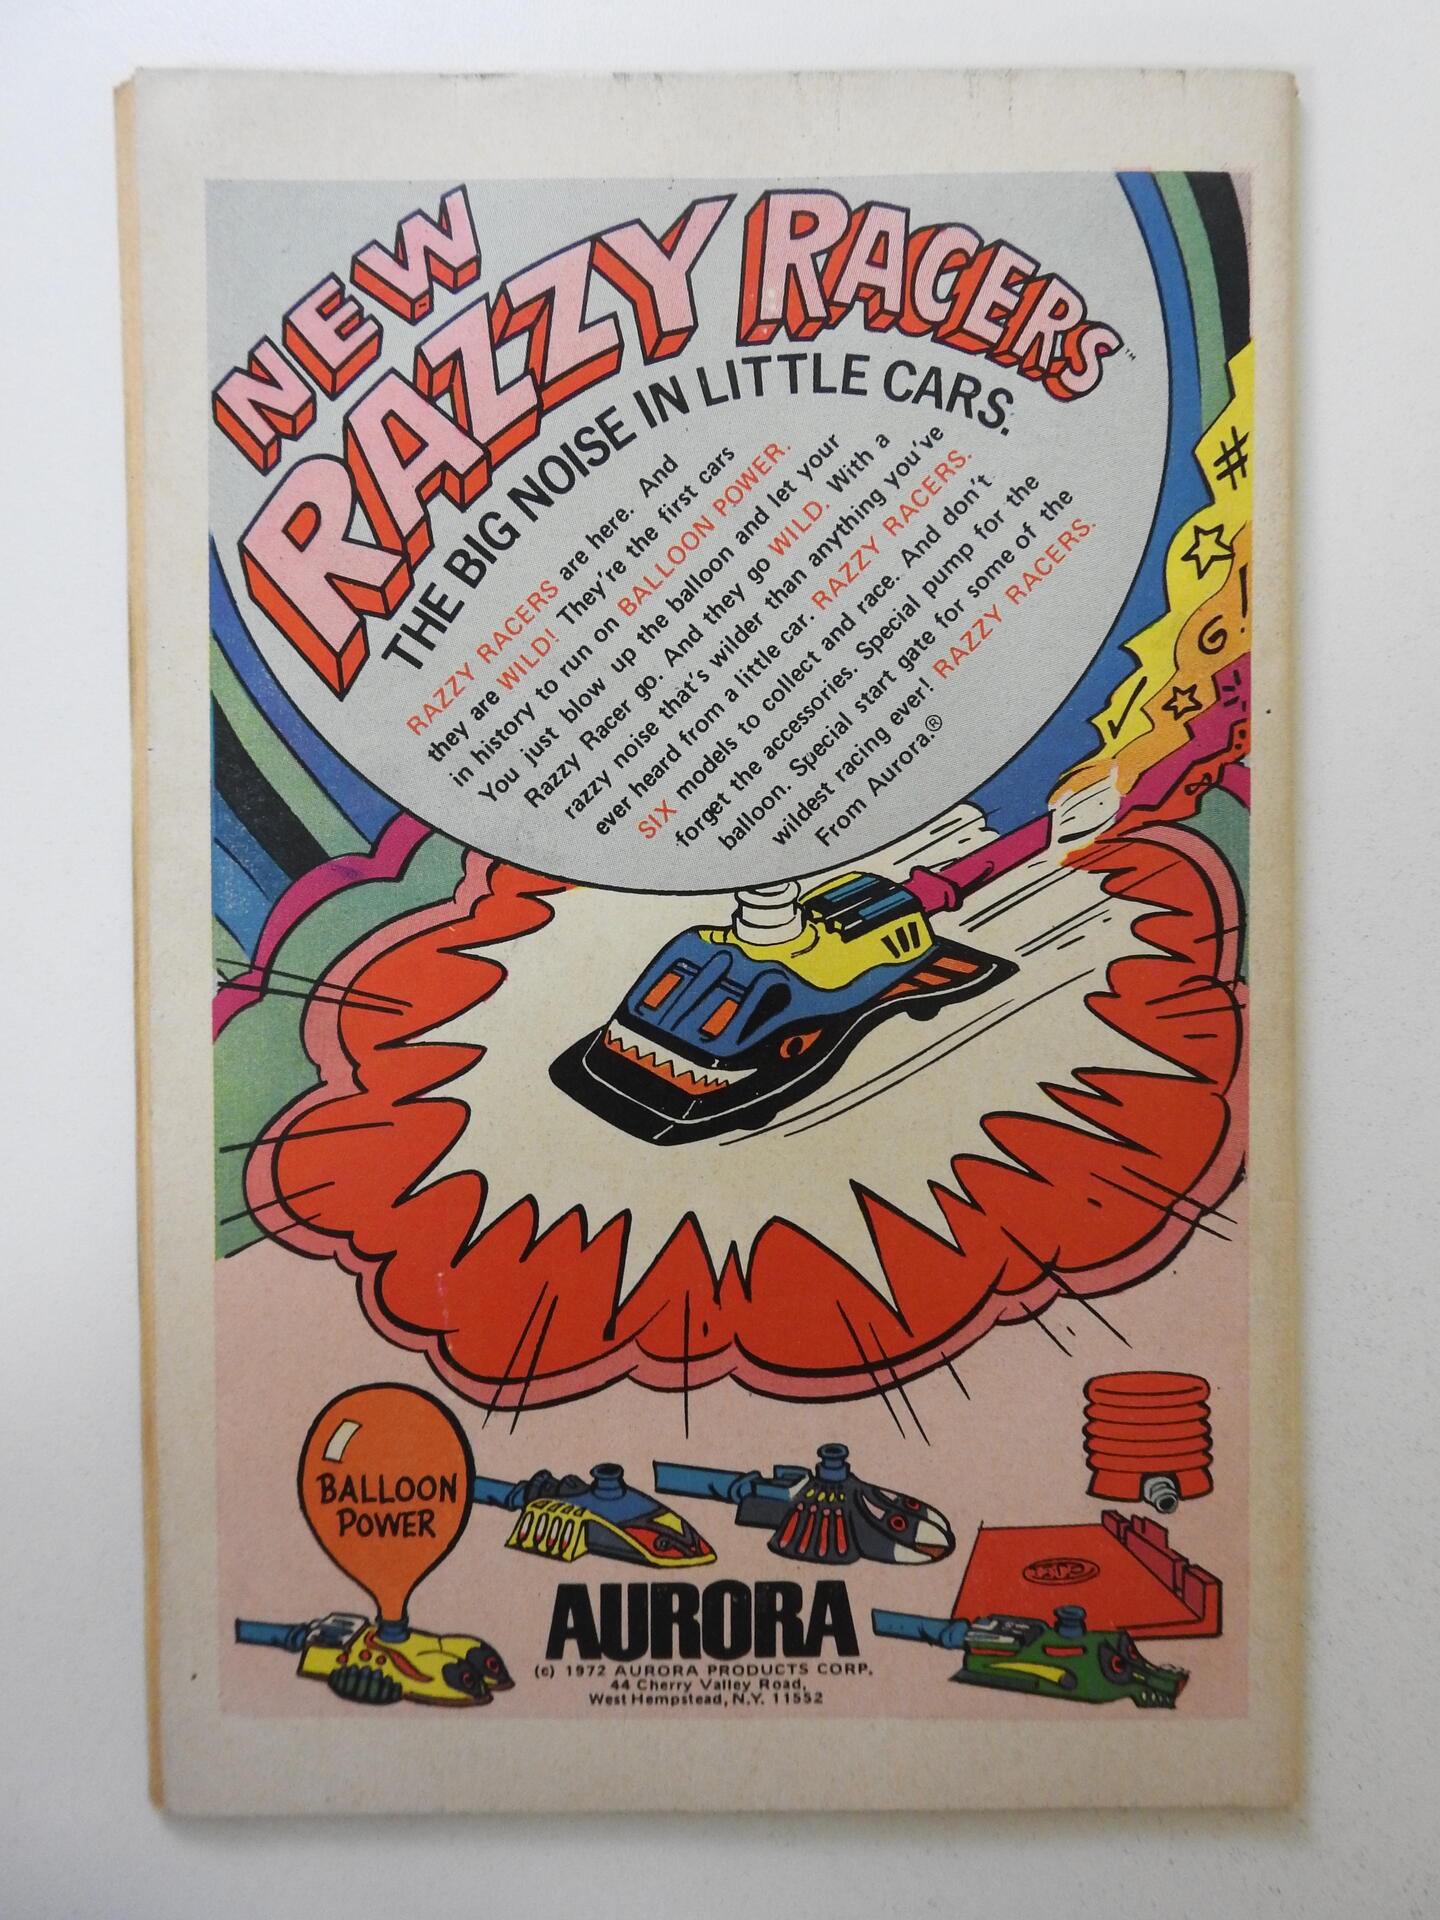 NEW
RAZZY RACERS™
THE BIG NOISE IN LITTLE CARS.
RAZZY RACERS are here. And
they are WILD! They're the first cars
in history to run on BALLOON POWER.
You just blow up the balloon and let your
Razzy Racer go. And they go WILD. With a
razzy noise that's wilder than anything you've
ever heard from a little car. RAZZY RACERS.
SIX models to collect and race. And don't
forget the accessories. Special pump for the
balloon. Special start gate for some of the
wildest racing ever! RAZZY RACERS.
From Aurora.®
#
G!
BALLOON
POWER
AURORA
(c) 1972 AURORA PRODUCTS CORP.
44 Cherry Valley Road,
West Hempstead, N.Y. 11552